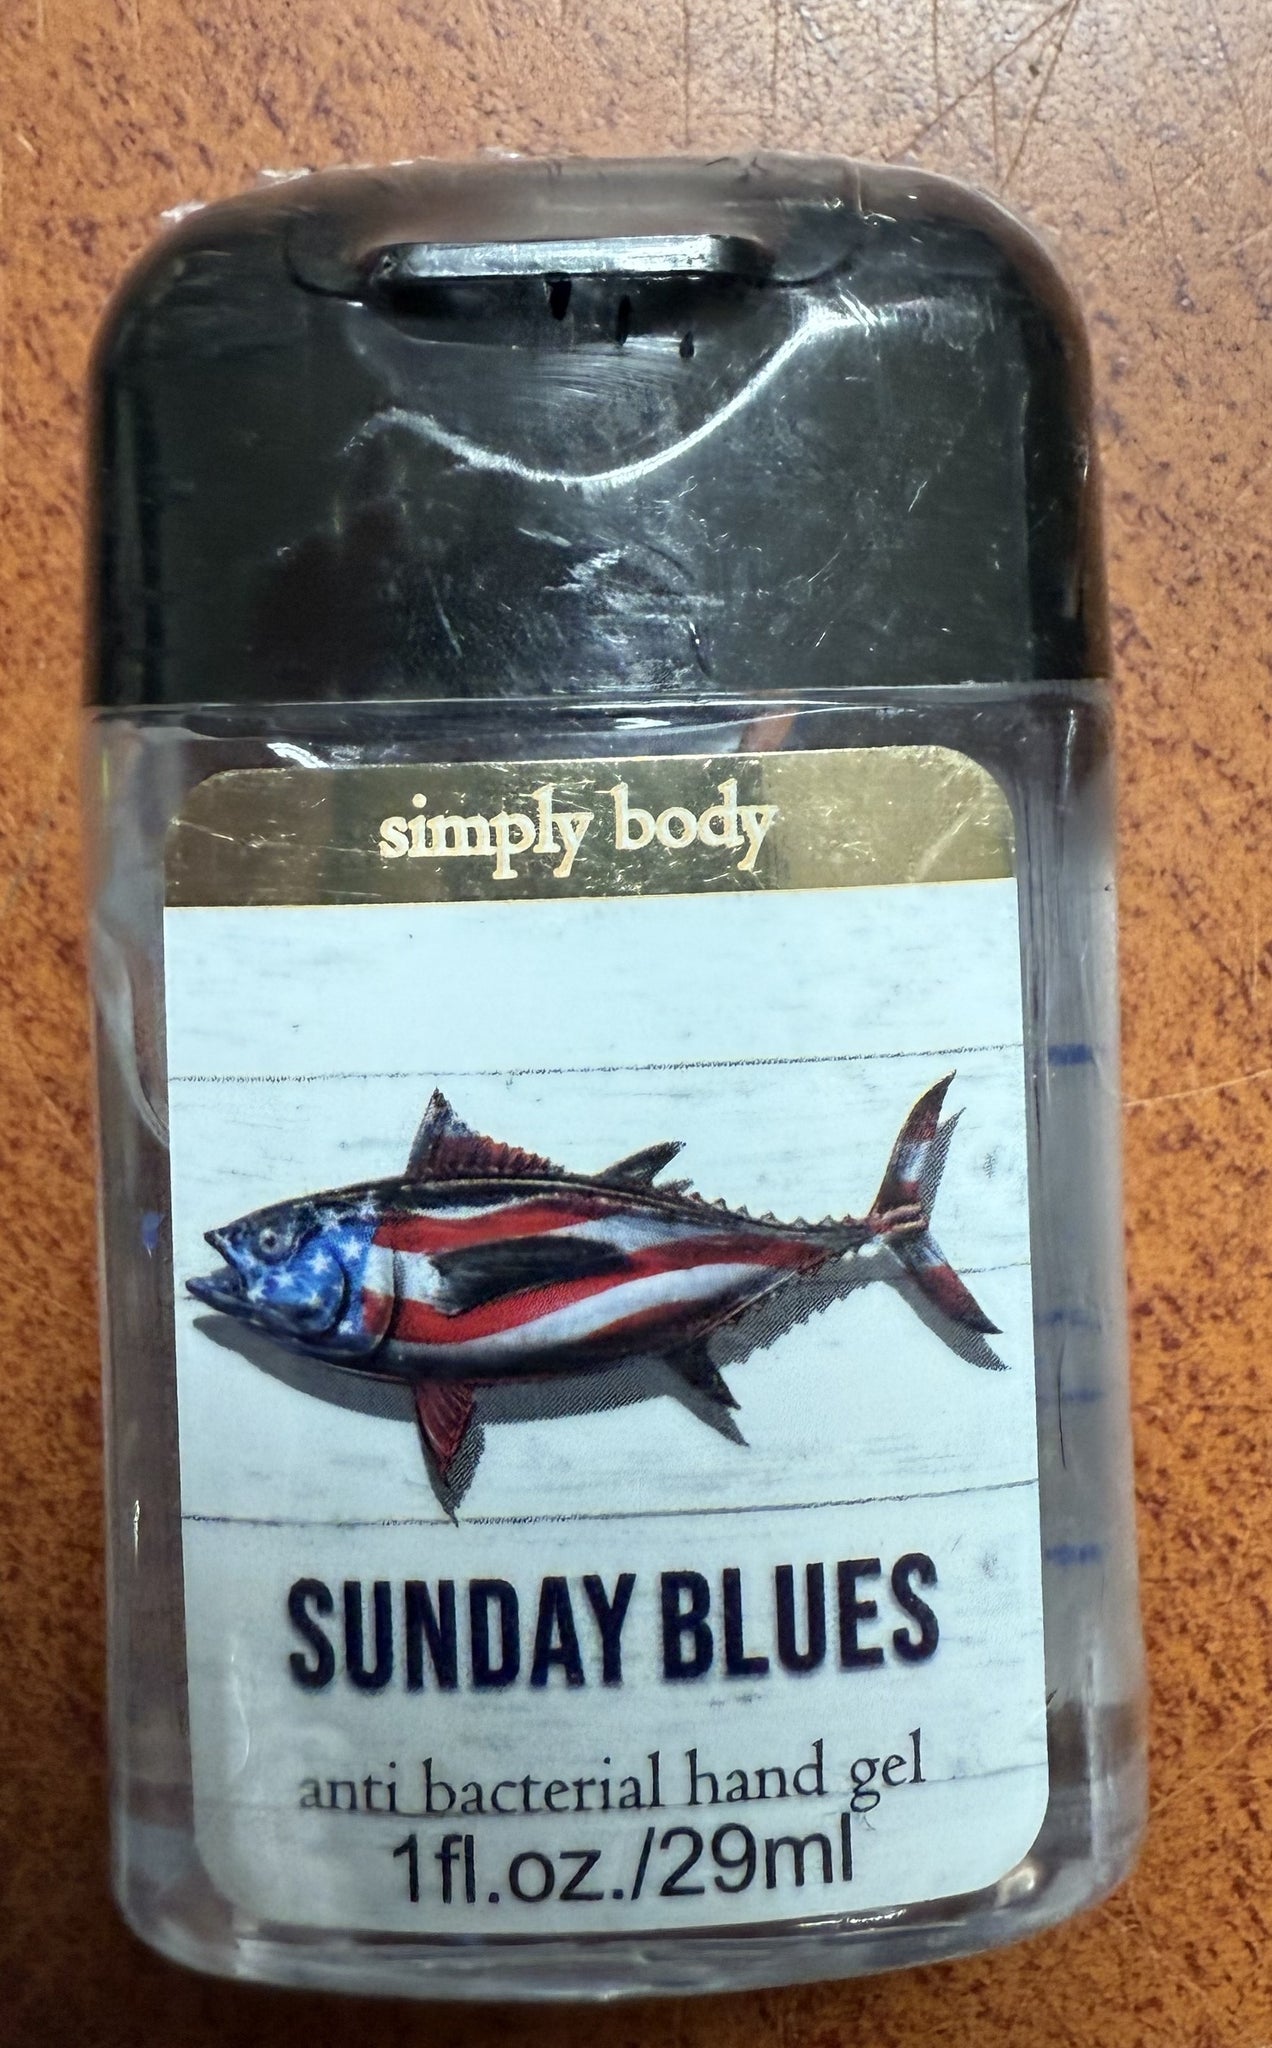 simply body
SUNDAY BLUES
anti bacterial hand gel
1fl.oz./29ml